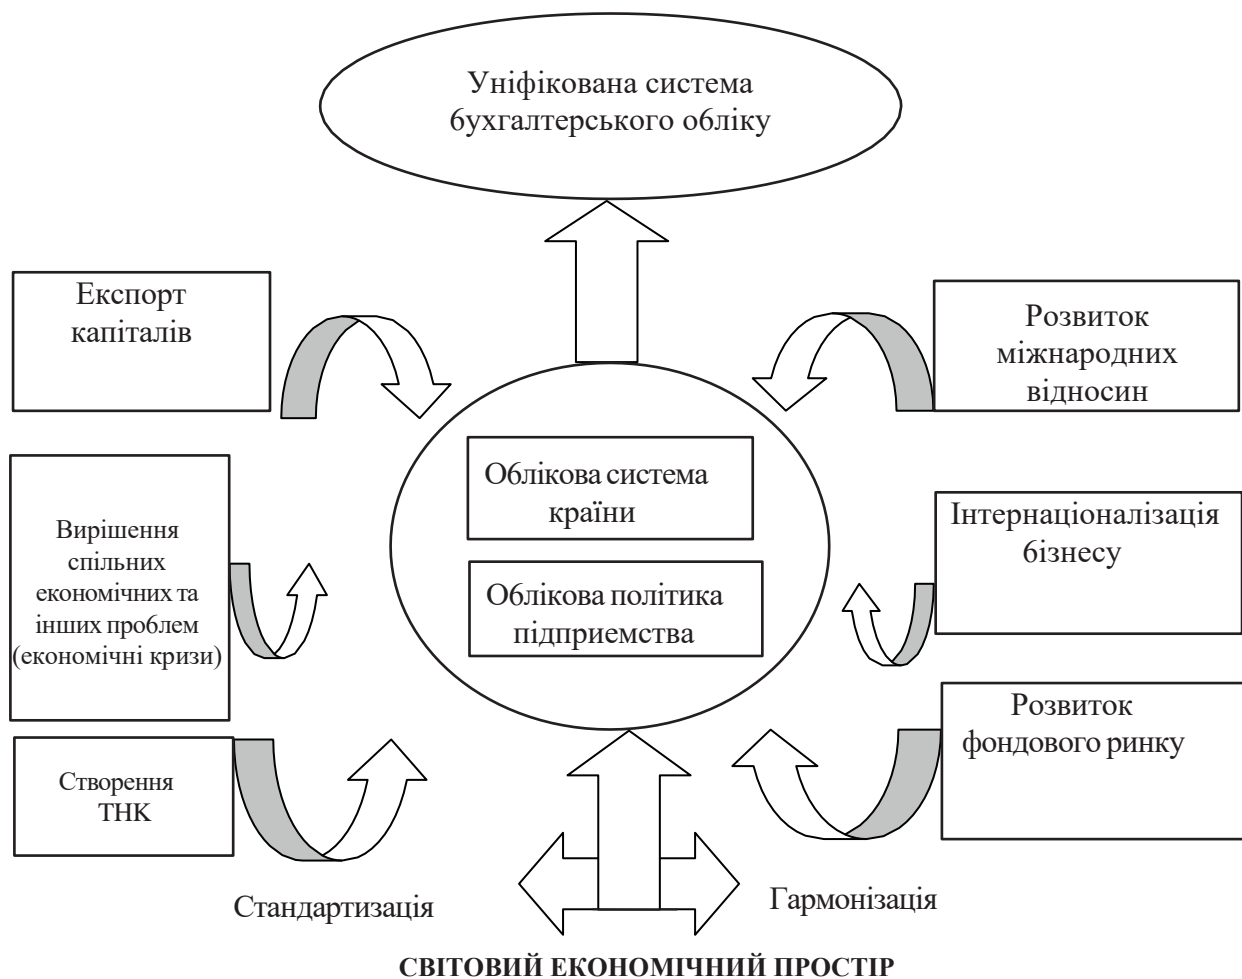 Уніфікована система
бухгалтерського обліку
Експорт
капіталів
Розвиток
міжнародних
відносин
Облікова система
країни
Облікова політика
підприемства
Вирішення
спільних
економічних та
інших проблем
(економічні кризи)
Інтернаціоналізація
бізнесу
Створення
ТНК
Розвиток
фондового ринку
Стандартизація
Гармонізація
СВІТОВИЙ ЕКОНОМІЧНИЙ ПРОСТІР